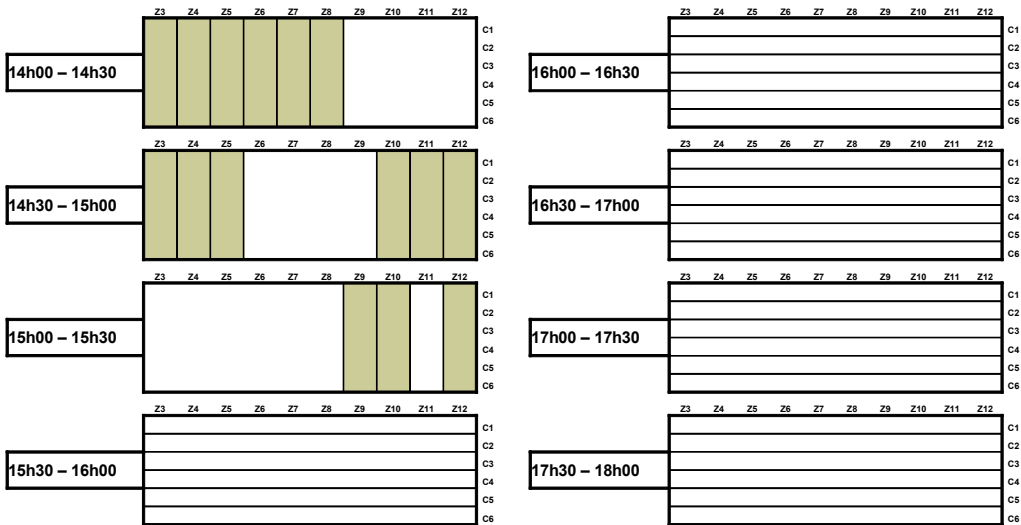 Z3 Z4 Z5 Z6 Z7 Z8 Z9 Z10 Z11 Z12
C1
C2
14h00 – 14h30
C3
C4
C5
C6
Z3 Z4 Z5 Z6 Z7 Z8 Z9 Z10 Z11 Z12
C1
C2
14h30 – 15h00
C3
C4
C5
C6
Z3 Z4 Z5 Z6 Z7 Z8 Z9 Z10 Z11 Z12
C1
C2
15h00 – 15h30
C3
C4
C5
C6
Z3 Z4 Z5 Z6 Z7 Z8 Z9 Z10 Z11 Z12
C1
C2
15h30 – 16h00
C3
C4
C5
C6
Z3 Z4 Z5 Z6 Z7 Z8 Z9 Z10 Z11 Z12
C1
C2
16h00 – 16h30
C3
C4
C5
C6
Z3 Z4 Z5 Z6 Z7 Z8 Z9 Z10 Z11 Z12
C1
C2
16h30 – 17h00
C3
C4
C5
C6
Z3 Z4 Z5 Z6 Z7 Z8 Z9 Z10 Z11 Z12
C1
C2
17h00 – 17h30
C3
C4
C5
C6
Z3 Z4 Z5 Z6 Z7 Z8 Z9 Z10 Z11 Z12
C1
C2
17h30 – 18h00
C3
C4
C5
C6